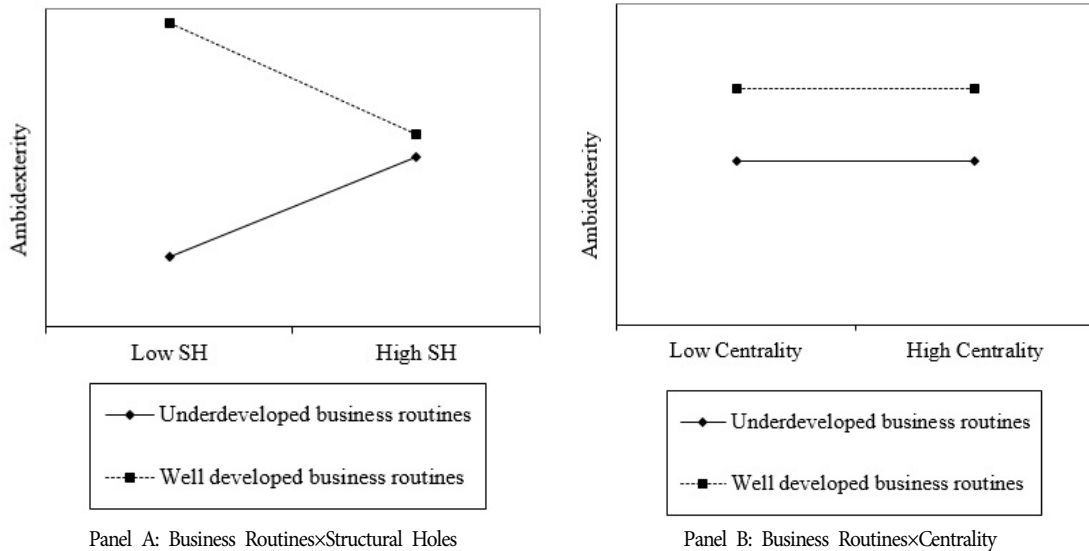 Ambidexterity
Low SH
High SH
Underdeveloped business routines
Well developed business routines
Panel A: Business Routines×Structural Holes
Ambidexterity
Low Centrality
High Centrality
Underdeveloped business routines
Well developed business routines
Panel B: Business Routines×Centrality